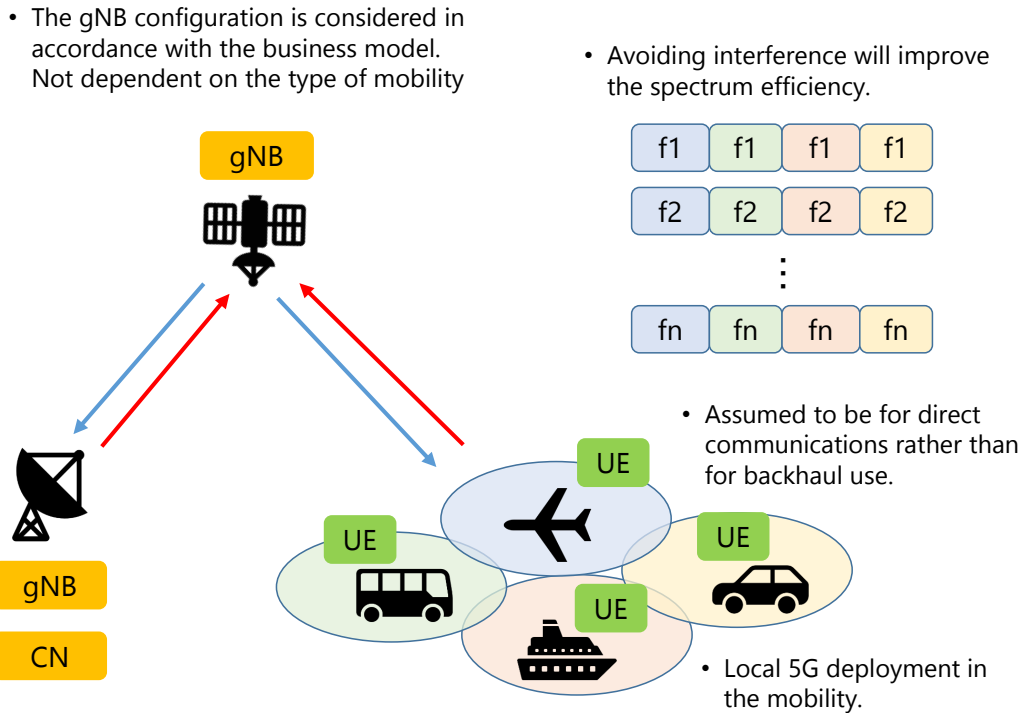 • The gNB configuration is considered in
accordance with the business model.
Not dependent on the type of mobility
• Avoiding interference will improve
the spectrum efficiency.
gNB
f1 f1 f1 f1
f2 f2 f2 f2
⋮
fn fn fn fn
• Assumed to be for direct
communications rather than
for backhaul use.
UE
UE
UE
UE
gNB
CN
• Local 5G deployment in
the mobility.